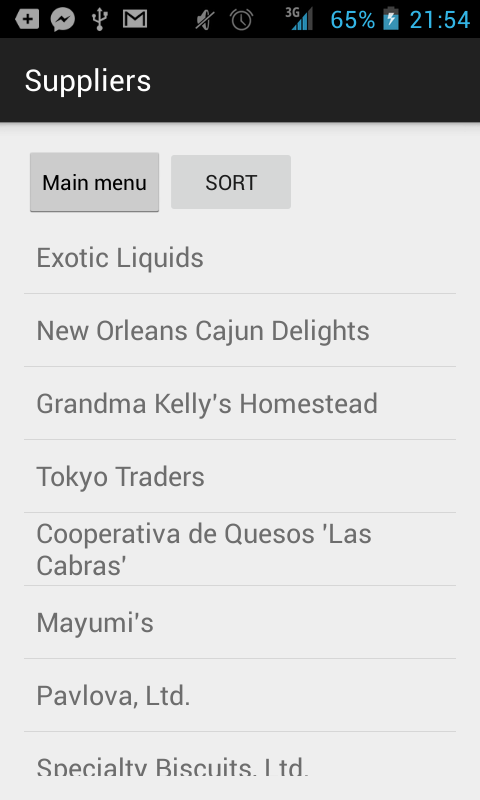 3G 65% 21:54
Suppliers
Main menu SORT
Exotic Liquids
New Orleans Cajun Delights
Grandma Kelly's Homestead
Tokyo Traders
Cooperativa de Quesos 'Las
Cabras'
Mayumi's
Pavlova, Ltd.
Specialty Biscuits, Ltd.